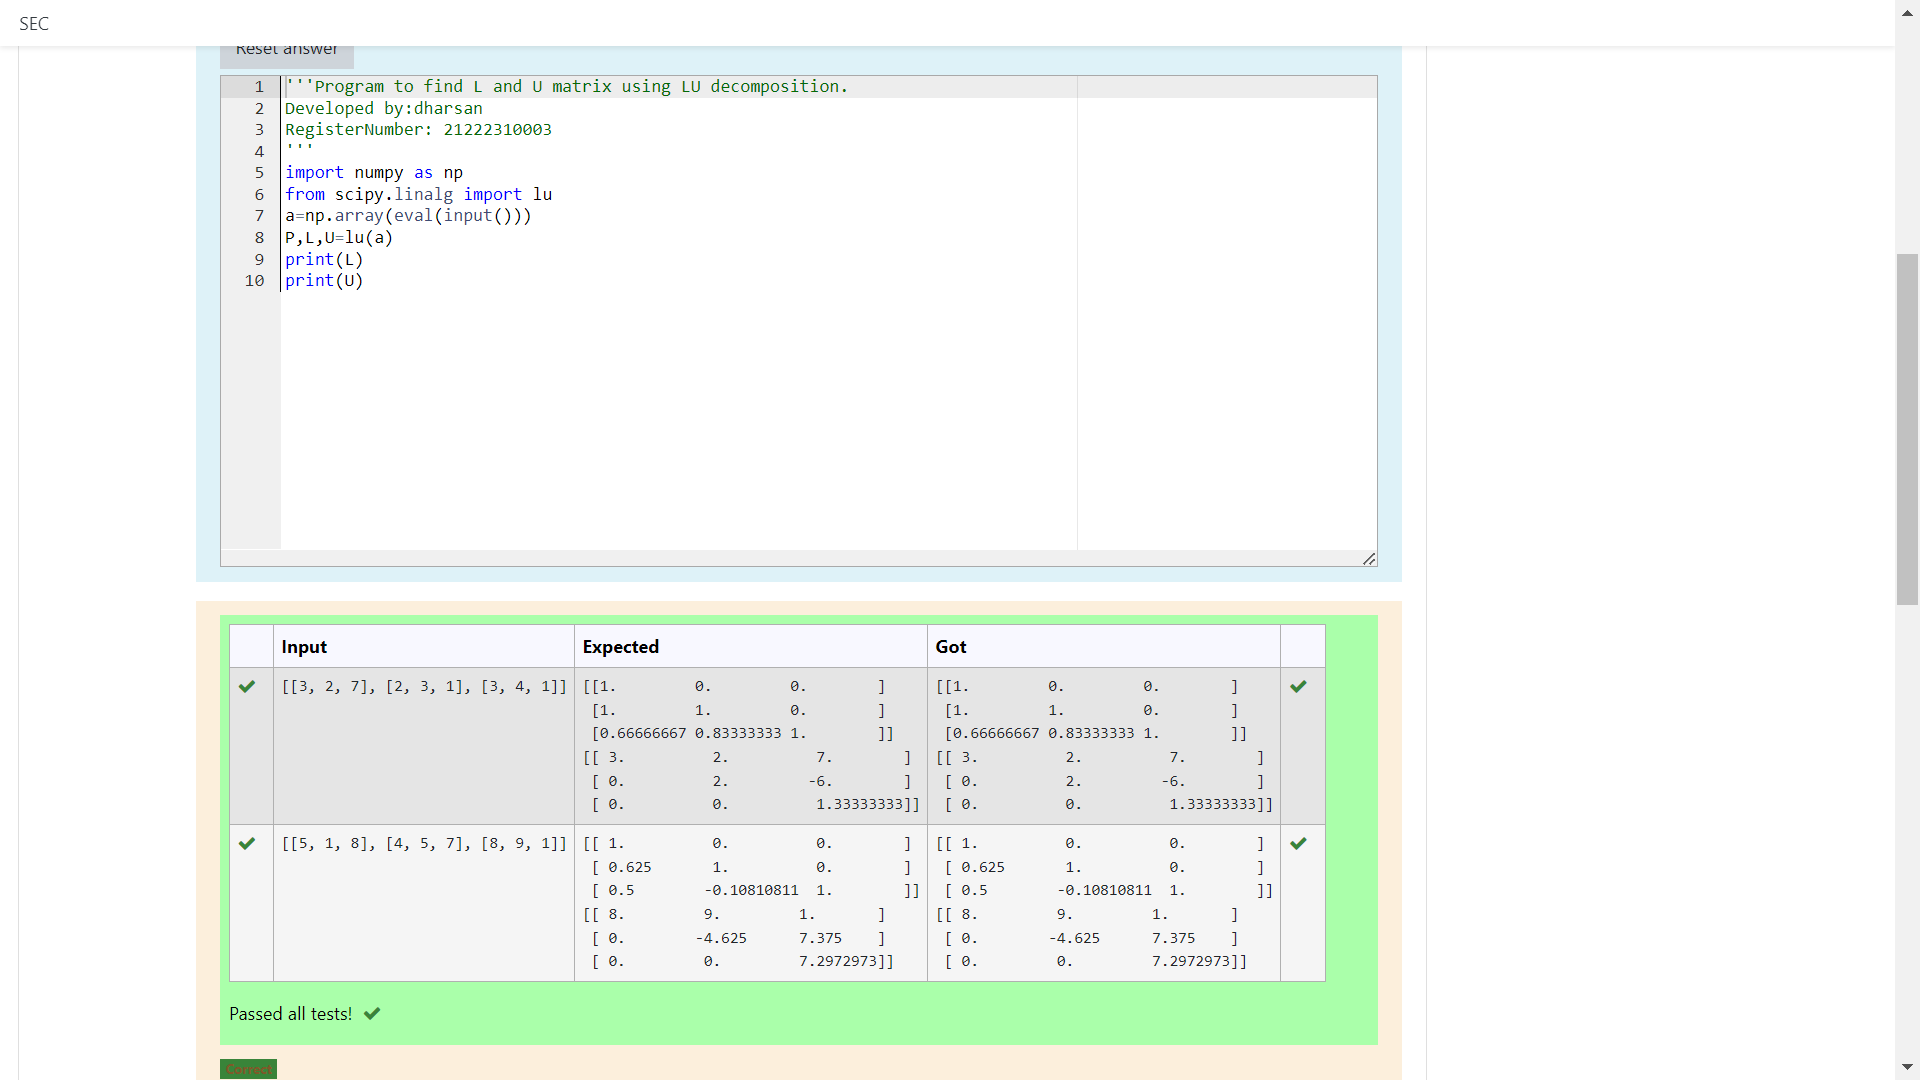 SEC
Reset answer
1 '''Program to find L and U matrix using LU decomposition.
2 Developed by:dharsan
3 RegisterNumber: 21222310003
4 '''
5 import numpy as np
6 from scipy.linalg import lu
7 a=np.array(eval(input()))
8 P,L,U=lu(a)
9 print(L)
10 print(U)
Input Expected Got
[[3, 2, 7], [2, 3, 1], [3, 4, 1]] [[1. 0. 0. ] [[1. 0. 0. ]
[1. 1. 0. ] [1. 1. 0. ]
[0.66666667 0.83333333 1. ]] [0.66666667 0.83333333 1. ]]
[[ 3. 2. 7. ] [[ 3. 2. 7. ]
[ 0. 2. -6. ] [ 0. 2. -6. ]
[ 0. 0. 1.33333333]] [ 0. 0. 1.33333333]]
[[5, 1, 8], [4, 5, 7], [8, 9, 1]] [[ 1. 0. 0. ] [[ 1. 0. 0. ]
[ 0.625 1. 0. ] [ 0.625 1. 0. ]
[ 0.5 -0.10810811 1. ]] [ 0.5 -0.10810811 1. ]]
[[ 8. 9. 1. ] [[ 8. 9. 1. ]
[ 0. -4.625 7.375 ] [ 0. -4.625 7.375 ]
[ 0. 0. 7.2972973]] [ 0. 0. 7.2972973]]
Passed all tests!
Correct